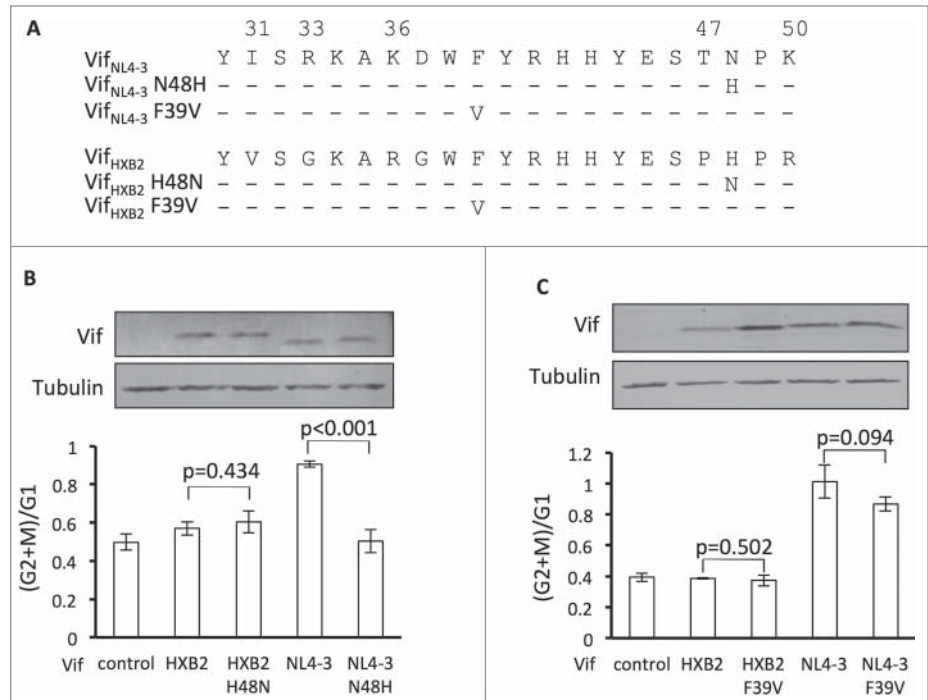 A
31 33 36 47 50
VifNL4-3 Y I S R K A K D W F Y R H H Y E S T N P K
VifNL4-3 N48H – – – – – – – – – – – – – – – – – – H – –
VifNL4-3 F39V – – – – – – – – – V – – – – – – – – – – –
VifHXB2 Y V S G K A R G W F Y R H H Y E S P H P R
VifHXB2 H48N – – – – – – – – – – – – – – – – – – N – –
VifHXB2 F39V – – – – – – – – – V – – – – – – – – – – –
B
Vif
Tubulin
p<0.001
p=0.434
(G2+M)/G1
1
0.8
0.6
0.4
0.2
0
Vif control HXB2 HXB2 NL4-3 NL4-3
H48N N48H
C
Vif
Tubulin
p=0.094
p=0.502
(G2+M)/G1
1.2
1
0.8
0.6
0.4
0.2
0
Vif control HXB2 HXB2 NL4-3 NL4-3
F39V F39V